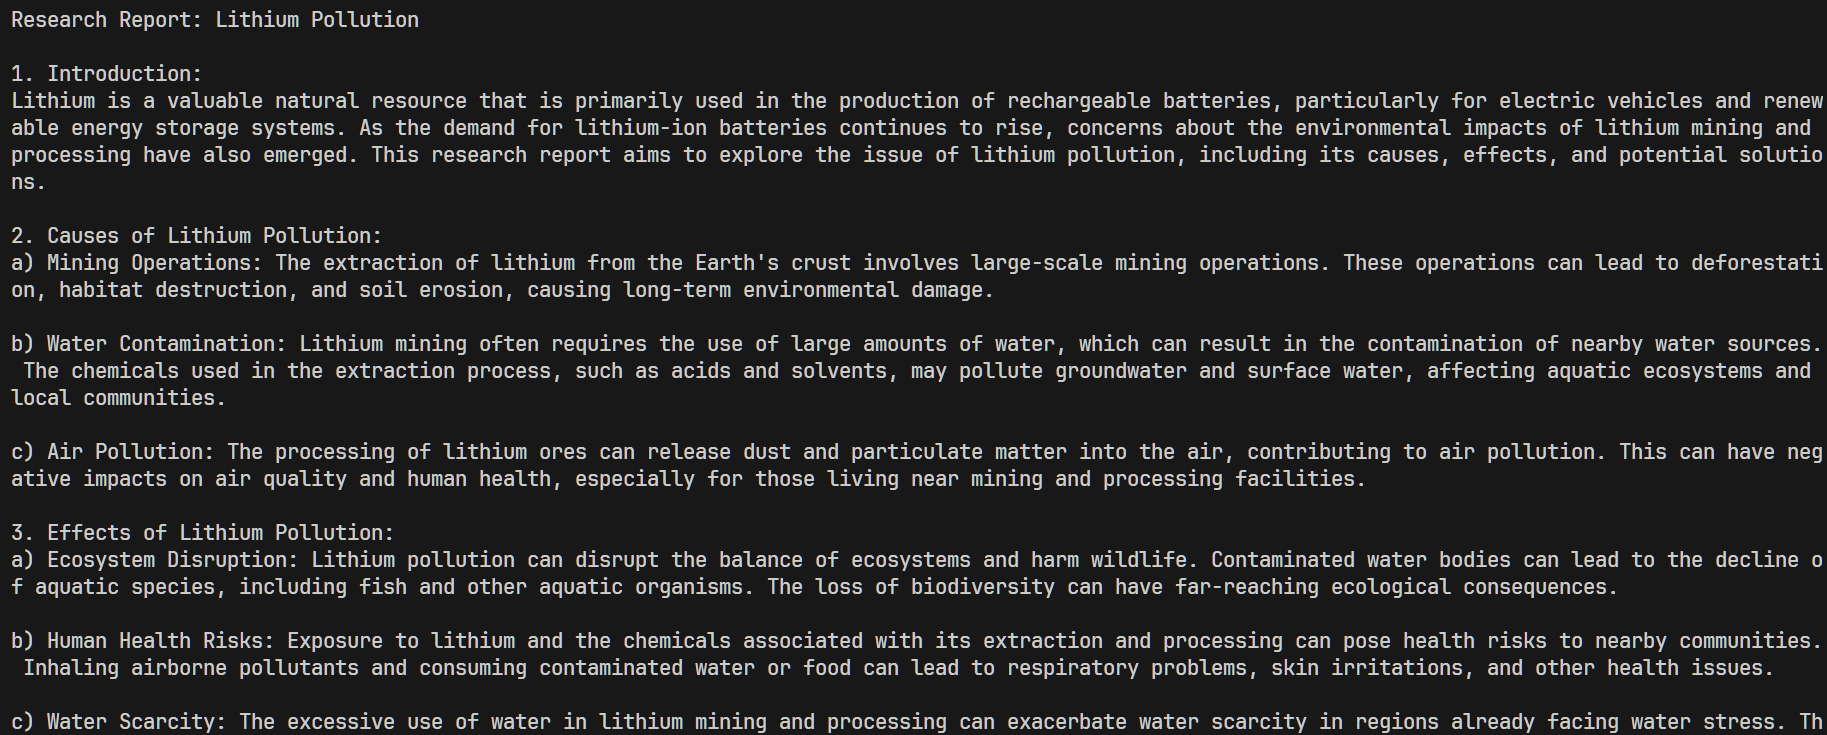 Research Report: Lithium Pollution
1. Introduction:
Lithium is a valuable natural resource that is primarily used in the production of rechargeable batteries, particularly for electric vehicles and renew
able energy storage systems. As the demand for lithium-ion batteries continues to rise, concerns about the environmental impacts of lithium mining and
processing have also emerged. This research report aims to explore the issue of lithium pollution, including its causes, effects, and potential solutio
ns.
2. Causes of Lithium Pollution:
a) Mining Operations: The extraction of lithium from the Earth's crust involves large-scale mining operations. These operations can lead to deforestati
on, habitat destruction, and soil erosion, causing long-term environmental damage.
b) Water Contamination: Lithium mining often requires the use of large amounts of water, which can result in the contamination of nearby water sources.
The chemicals used in the extraction process, such as acids and solvents, may pollute groundwater and surface water, affecting aquatic ecosystems and
local communities.
c) Air Pollution: The processing of lithium ores can release dust and particulate matter into the air, contributing to air pollution. This can have neg
ative impacts on air quality and human health, especially for those living near mining and processing facilities.
3. Effects of Lithium Pollution:
a) Ecosystem Disruption: Lithium pollution can disrupt the balance of ecosystems and harm wildlife. Contaminated water bodies can lead to the decline o
f aquatic species, including fish and other aquatic organisms. The loss of biodiversity can have far-reaching ecological consequences.
b) Human Health Risks: Exposure to lithium and the chemicals associated with its extraction and processing can pose health risks to nearby communities.
Inhaling airborne pollutants and consuming contaminated water or food can lead to respiratory problems, skin irritations, and other health issues.
c) Water Scarcity: The excessive use of water in lithium mining and processing can exacerbate water scarcity in regions already facing water stress. Th